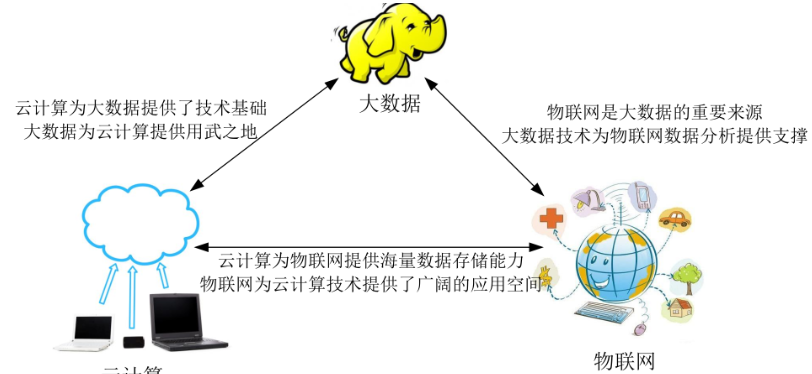 大数据
云计算为大数据提供了技术基础
大数据为云计算提供用武之地
物联网是大数据的重要来源
大数据技术为物联网数据分析提供支撑
云计算为物联网提供海量数据存储能力
物联网为云计算技术提供了广阔的应用空间
物联网
云计算